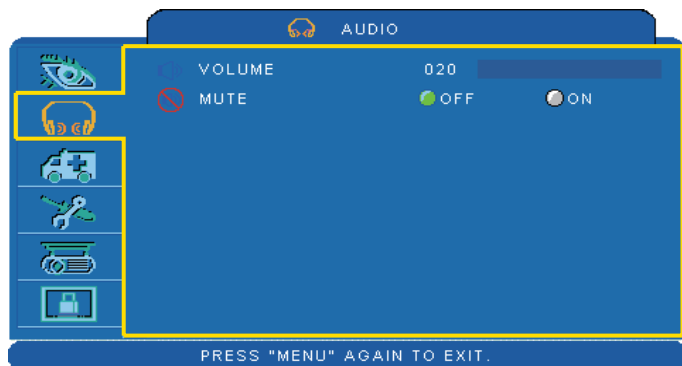 AUDIO
VOLUME 020
MUTE OFF ON
PRESS "MENU" AGAIN TO EXIT.